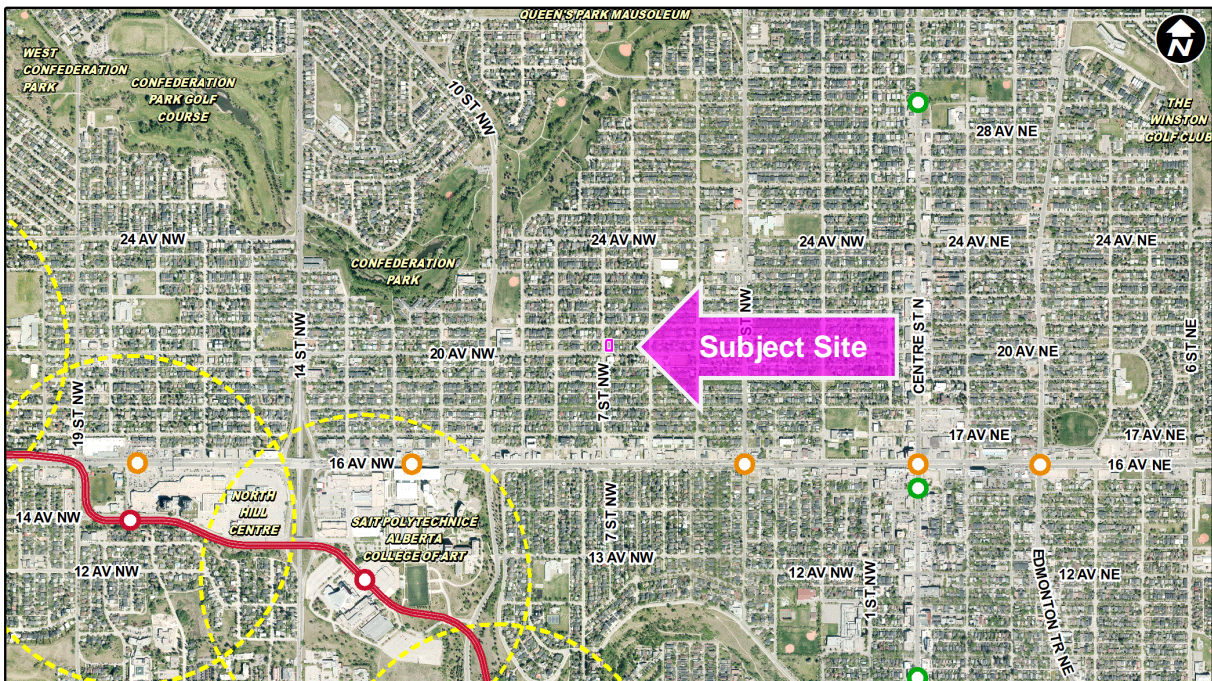 QUEEN'S PARK MAUSOLEUM
N
WEST
CONFEDERATION
PARK
CONFEDERATION
PARK GOLF
COURSE
10 ST NW
THE
WINSTON
GOLF CLUB
28 AV NE
24 AV NW
24 AV NW
24 AV NW
24 AV NE
24 AV NE
CONFEDERATION
PARK
14 ST NW
ST NW
CENTRE ST N
6 ST NE
Subject Site
20 AV NW
20 AV NE
7 ST NW
19 ST NW
17 AV NE
17 AV NE
16 AV NW
16 AV NE
NORTH
HILL
CENTRE
14 AV NW
SAIT POLYTECHNICE
ALBERTA
COLLEGE OF ART
7 ST NW
13 AV NW
12 AV NW
12 AV NW
1 ST NW
EDMONTON TR NE
12 AV NE